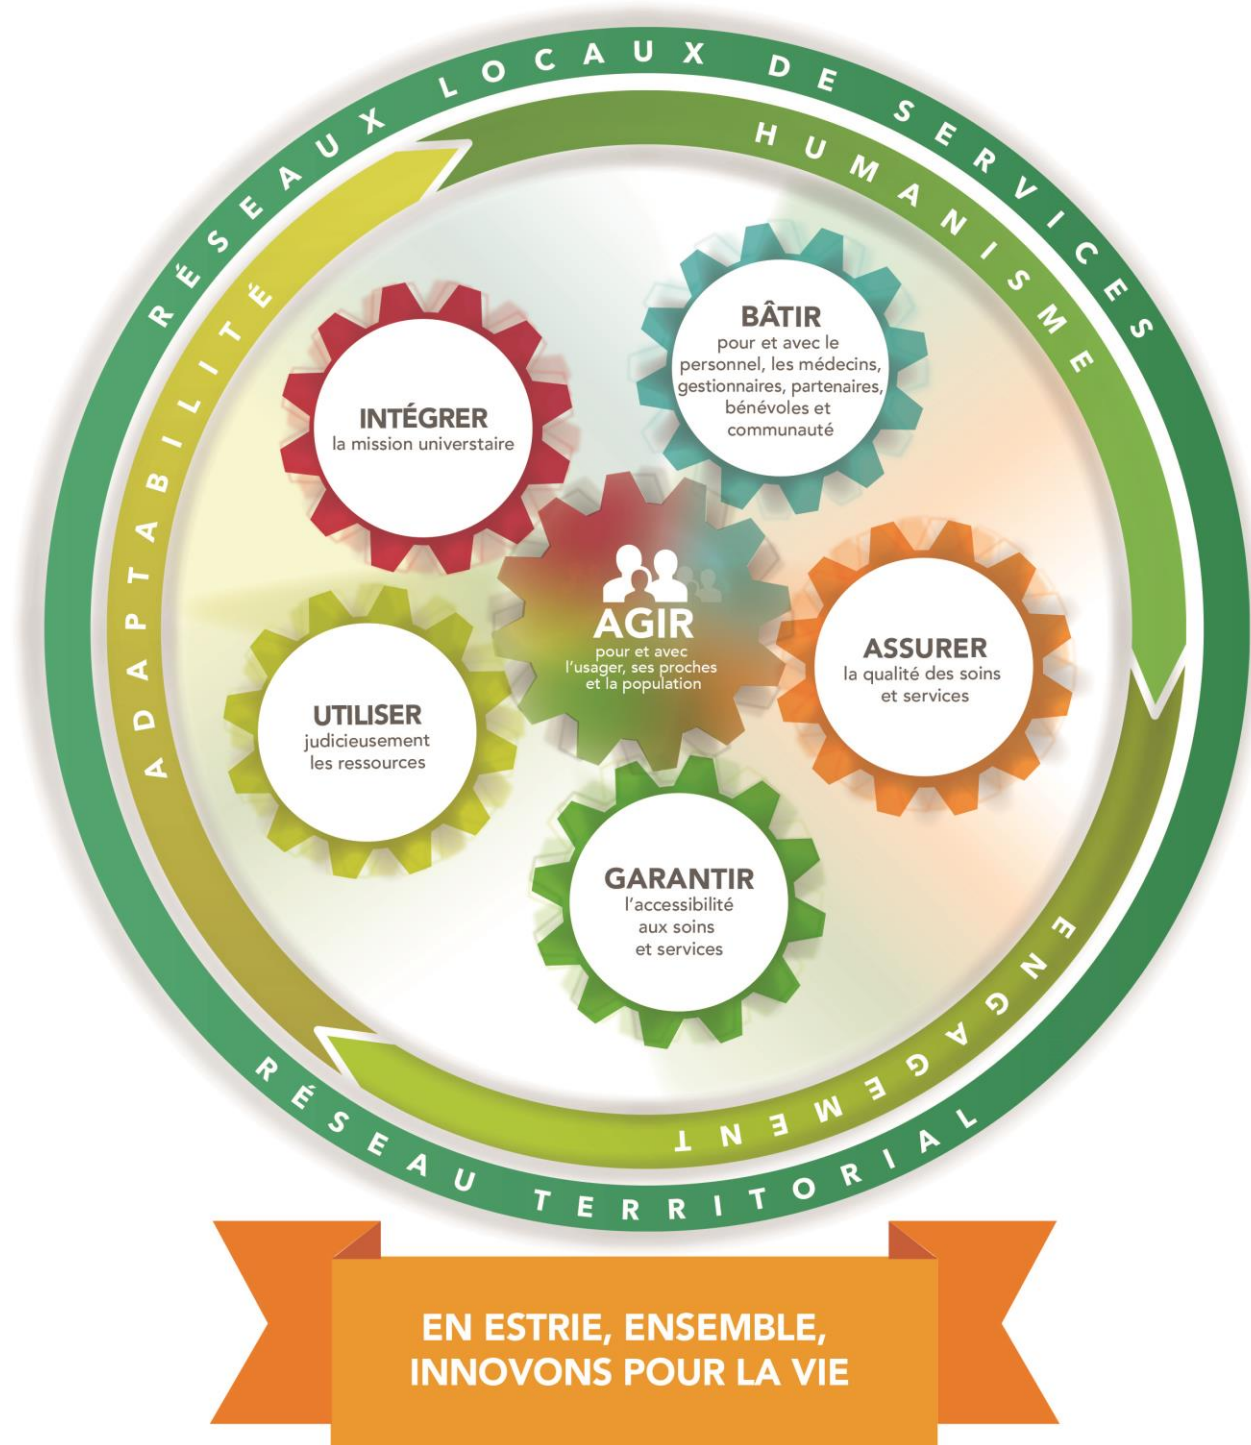 RÉSEAUX LOCAUX DE SERVICES
HUMANISME
ADAPTABILITÉ
BÂTIR
pour et avec le
personnel, les médecins,
gestionnaires, partenaires,
bénévoles et
communauté
INTÉGRER
la mission universtaire
AGIR
pour et avec
l'usager, ses proches
et la population
ASSURER
la qualité des soins
et services
UTILISER
judicieusement
les ressources
GARANTIR
l'accessibilité
aux soins
et services
ENGAGEMENT
RÉSEAU TERRITORIAL
EN ESTRIE, ENSEMBLE,
INNOVONS POUR LA VIE